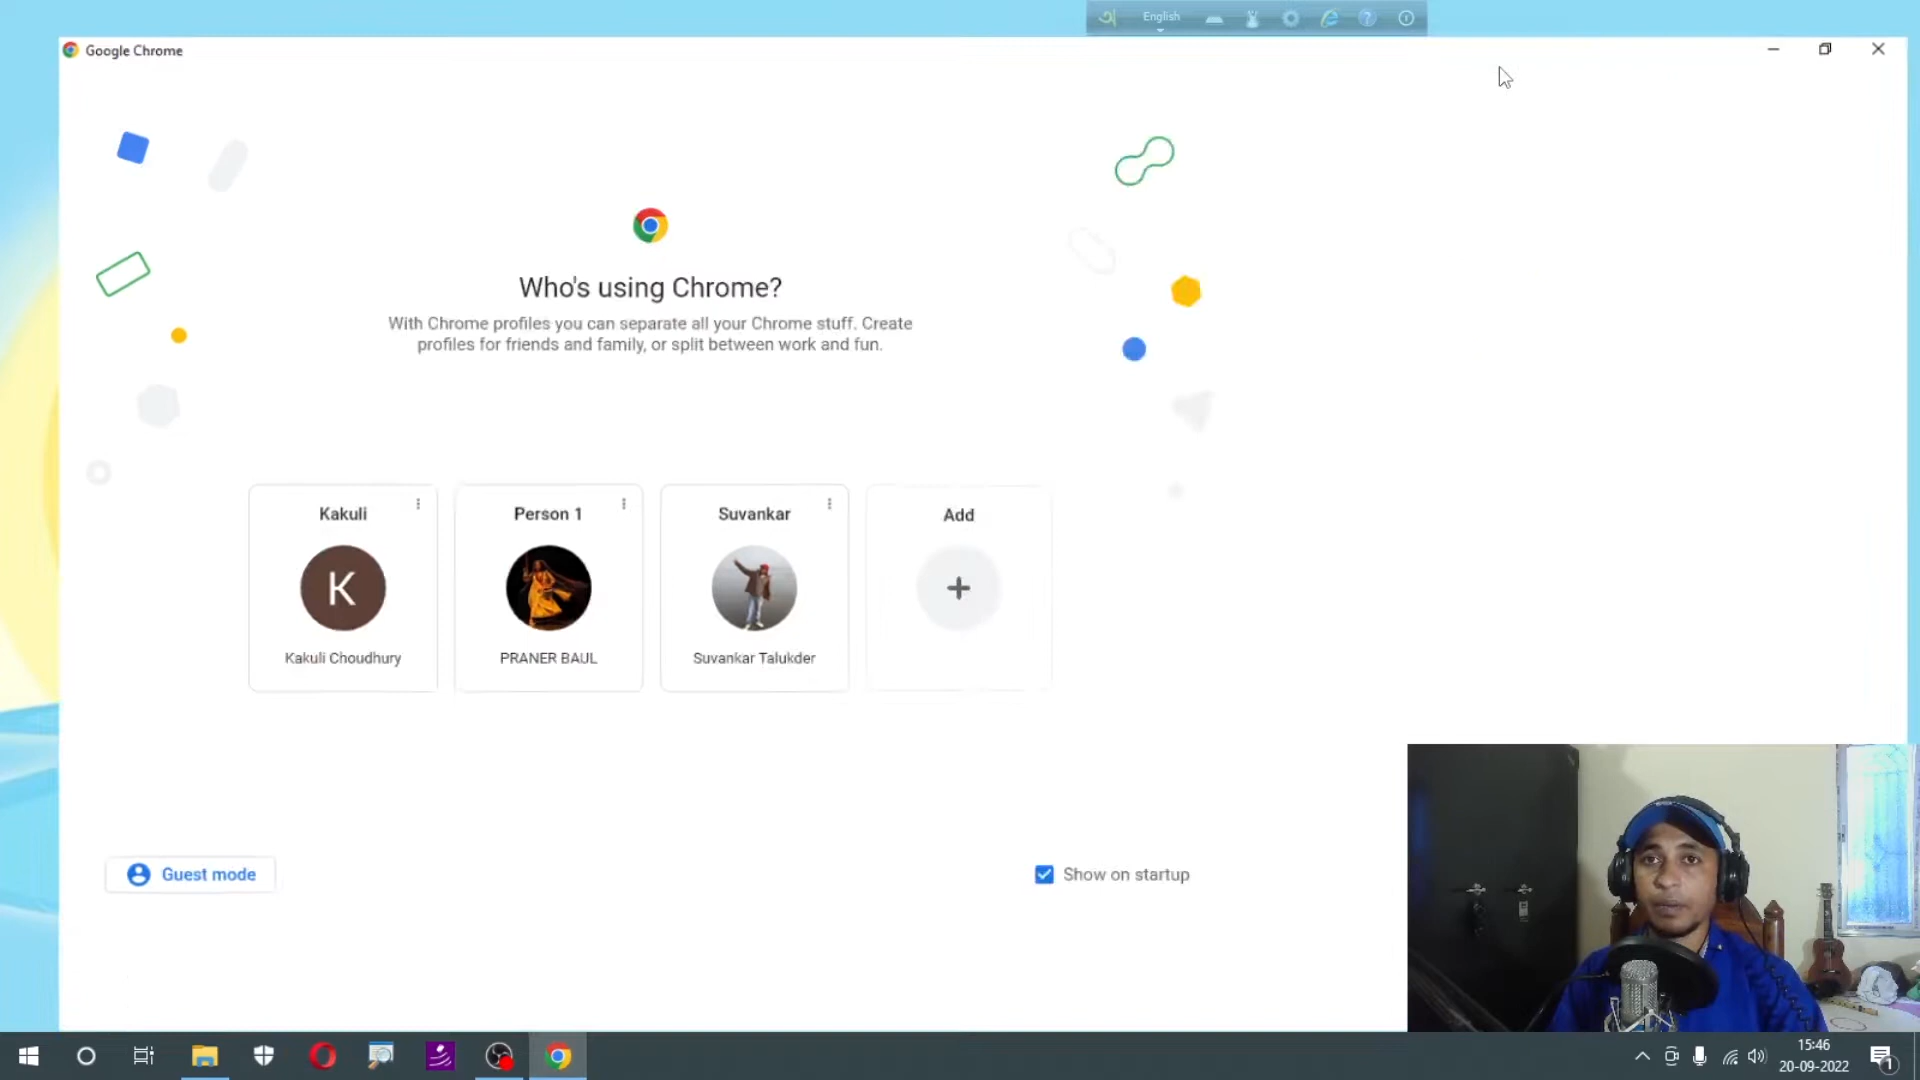 English
Google Chrome
Who's using Chrome?
With Chrome profiles you can separate all your Chrome stuff. Create
profiles for friends and family, or split between work and fun.
Kakuli
Person 1
Suvankar
Add
K
Kakuli Choudhury
PRANER BAUL
Suvankar Talukder
Guest mode
Show on startup
15:46
20-09-2022
1